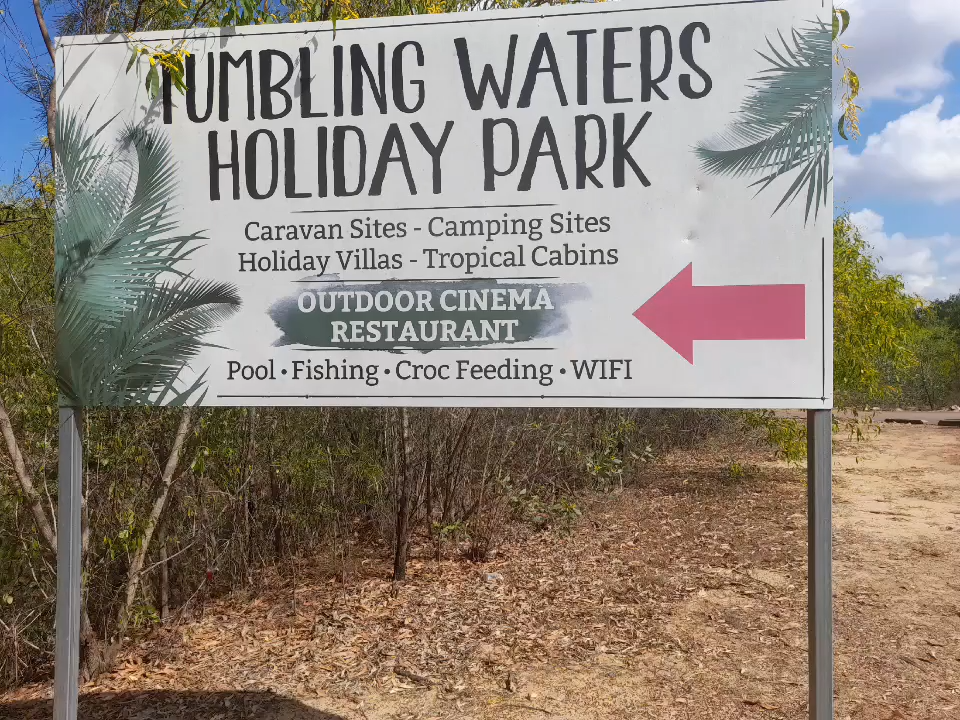 TUMBLING WATERS
HOLIDAY PARK
Caravan Sites - Camping Sites
Holiday Villas - Tropical Cabins
OUTDOOR CINEMA
RESTAURANT
Pool • Fishing • Croc Feeding • WIFI